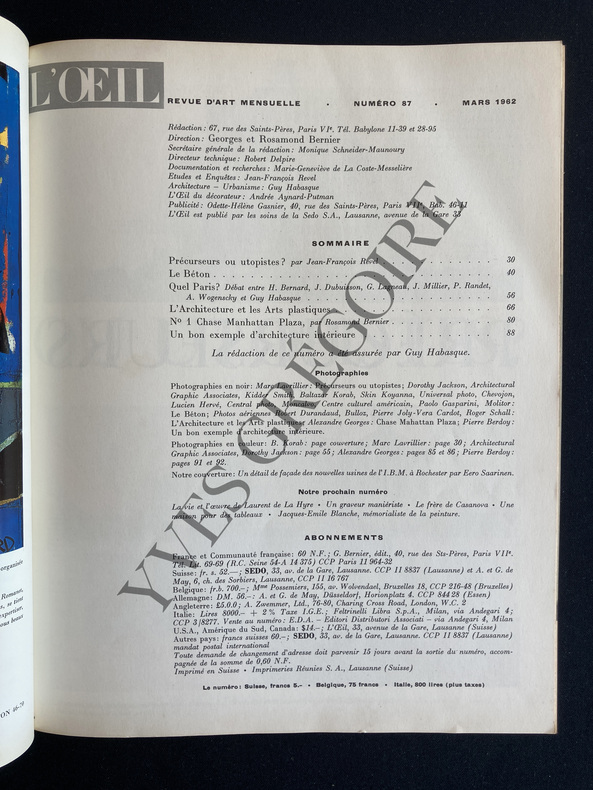 L'ŒIL
REVUE D'ART MENSUELLE • NUMÉRO 87 • MARS 1962
Rédaction: 67, rue des Saints-Pères, Paris VIe. Tél. Babylone 11-39 et 28-95
Direction: Georges et Rosamond Bernier
Secrétaire générale de la rédaction: Monique Schneider-Maunoury
Directeur technique: Robert Delpire
Documentation et recherches: Marie-Geneviève de La Coste-Messelière
Etudes et Enquêtes: Jean-François Revel
Architecture – Urbanisme: Guy Habasque
L'Œil du décorateur: Andrée Aynard-Putman
Publicité: Odette-Hélène Gasnier, 40, rue des Saints-Pères, Paris VIIe, Bab. 46-11
L'Œil est publié par les soins de la Sedo S.A., Lausanne, avenue de la Gare 33
SOMMAIRE
Précurseurs ou utopistes? par Jean-François Revel 30
Le Béton 40
Quel Paris? Débat entre H. Bernard, J. Dubuisson, G. Lagneau, J. Millier, P. Randet,
A. Wogenscky et Guy Habasque 56
L'Architecture et les Arts plastiques 66
No 1 Chase Manhattan Plaza, par Rosamond Bernier 80
Un bon exemple d'architecture intérieure 88
La rédaction de ce numéro a été assurée par Guy Habasque.
Photographies
Photographies en noir: Marc Lavrillier: Précurseurs ou utopistes; Dorothy Jackson, Architectural
Graphic Associates, Kidder Smith, Baltazar Korab, Skin Koyanna, Universal photo, Chevojon,
Lucien Hervé, Central photo, Moncalvo, Centre culturel américain, Paolo Gasparini, Molitor:
Le Béton; Photos aériennes Alain Durandaud, Bulloz, Pierre Joly-Vera Cardot, Roger Schall:
L'Architecture et les Arts plastiques; Alexandre Georges: Chase Mahattan Plaza; Pierre Berdoy:
Un bon exemple d'architecture intérieure.
Photographies en couleur: B. Korab: page couverture; Marc Lavrillier: page 30; Architectural
Graphic Associates, Dorothy Jackson: page 55; Alexandre Georges: pages 85 et 86; Pierre Berdoy:
pages 91 et 92.
Notre couverture: Un détail de façade des nouvelles usines de l'I.B.M. à Rochester par Eero Saarinen.
Notre prochain numéro
La vie et l'œuvre de Laurent de La Hyre • Un graveur maniériste • Le frère de Casanova • Une
maison pour des tableaux • Jacques-Emile Blanche, mémorialiste de la peinture.
ABONNEMENTS
France et Communauté française: 60 N.F.; G. Bernier, édit., 40, rue des Sts-Pères, Paris VIIe.
Tél. Lit. 69-69 (R.C. Seine 54-A 14 375) CCP Paris 11 964-32
Suisse: fr. s. 52.—; SEDO, 33, av. de la Gare, Lausanne. CCP II 8837 (Lausanne) et A. et G. de
May, 6, ch. des Sorbiers, Lausanne, CCP II 16 767
Belgique: fr.b. 700.–; Mme Possemiers, 155, av. Wolvendael, Bruxelles 18, CCP 216-48 (Bruxelles)
Allemagne: DM. 56.–: A. et G. de May, Düsseldorf, Horionplatz 4. CCP 844 28 (Essen)
Angleterre: £5.0.0; A. Zwemmer, Ltd., 76-80, Charing Cross Road, London, W.C. 2
Italie: Lires 8000.– + 2 % Taxe I.G.E.; Feltrinelli Libra S.p.A., Milan, via Andegari 4;
CCP 3/8277. Vente au numéro: E.D.A. – Editori Distributori Associati – via Andegari 4, Milan
U.S.A., Amérique du Sud, Canada: $14.–; L'Œil, 33, avenue de la Gare, Lausanne (Suisse)
Autres pays: francs suisses 60.–; SEDO, 33, av. de la Gare, Lausanne. CCP II 8837 (Lausanne)
mandat postal international
Toute demande de changement d'adresse doit parvenir 15 jours avant la sortie du numéro, accom-
pagnée de la somme de 0,60 N.F.
Imprimé en Suisse • Imprimeries Réunies S. A., Lausanne (Suisse)
Le numéro: Suisse, francs 5.- • Belgique, 75 francs • Italie, 800 lires (plus taxes)
YVES GRÉGOIRE
organisée
Romand,
ON 46-70